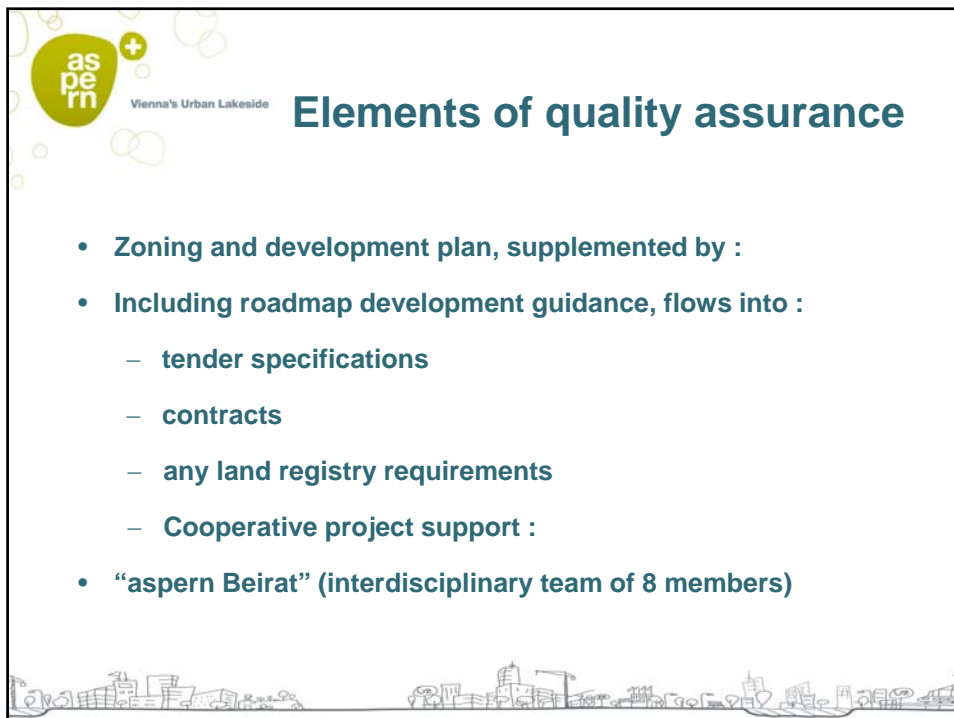 as
pe
rn
+
Vienna's Urban Lakeside
Elements of quality assurance
• Zoning and development plan, supplemented by :
• Including roadmap development guidance, flows into :
– tender specifications
– contracts
– any land registry requirements
– Cooperative project support :
• “aspern Beirat” (interdisciplinary team of 8 members)